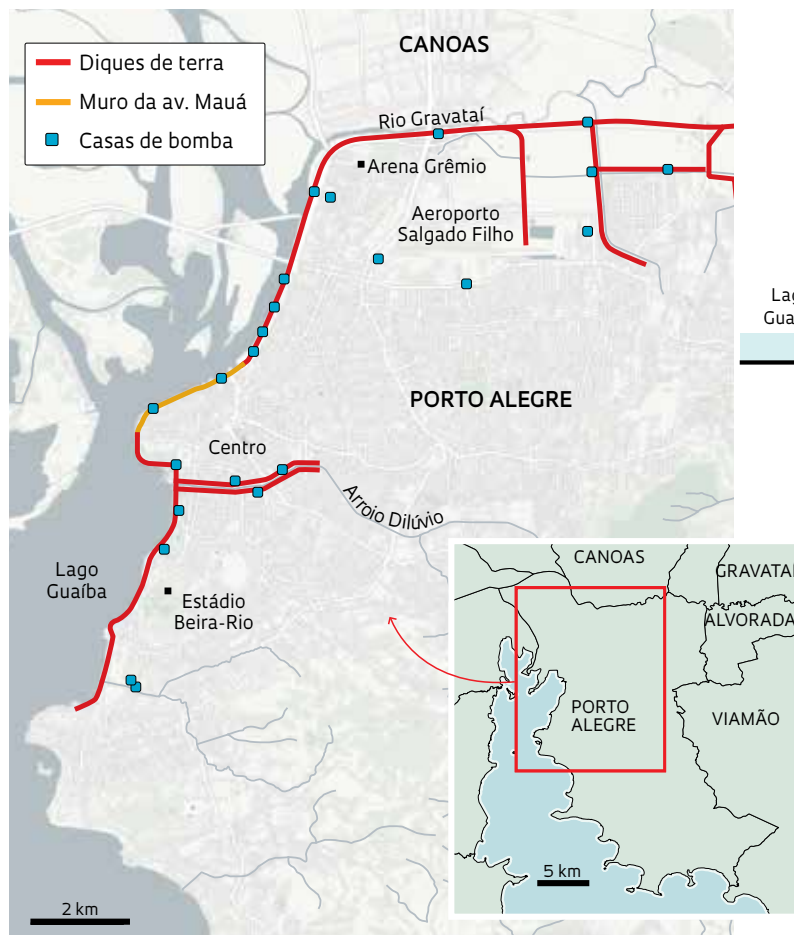 CANOAS
Diques de terra
Muro da av. Mauá
Casas de bomba
Rio Gravataí
Arena Grêmio
Aeroporto
Salgado Filho
PORTO ALEGRE
Centro
Arroio Dilúvio
Lago
Guaíba
Estádio
Beira-Rio
2 km
CANOAS
GRAVATAÍ
ALVORADA
PORTO
ALEGRE
VIAMÃO
5 km